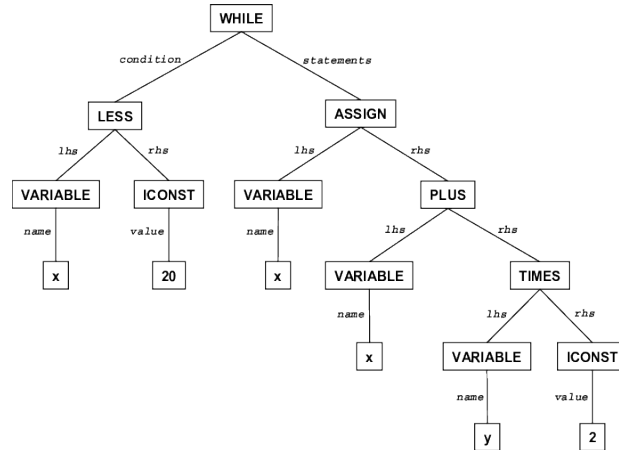 WHILE
condition statements
LESS ASSIGN
lhs rhs lhs rhs
VARIABLE ICONST VARIABLE PLUS
name value name lhs rhs
x 20 x VARIABLE TIMES
name lhs rhs
x VARIABLE ICONST
name value
y 2